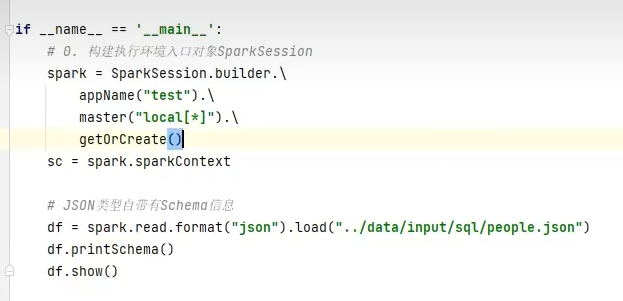 if __name__ == '__main__':
    # 0. 构建执行环境入口对象SparkSession
    spark = SparkSession.builder.\
        appName("test").\
        master("local[*]").\
        getOrCreate()
    sc = spark.sparkContext

    # JSON类型自带有Schema信息
    df = spark.read.format("json").load("../data/input/sql/people.json")
    df.printSchema()
    df.show()